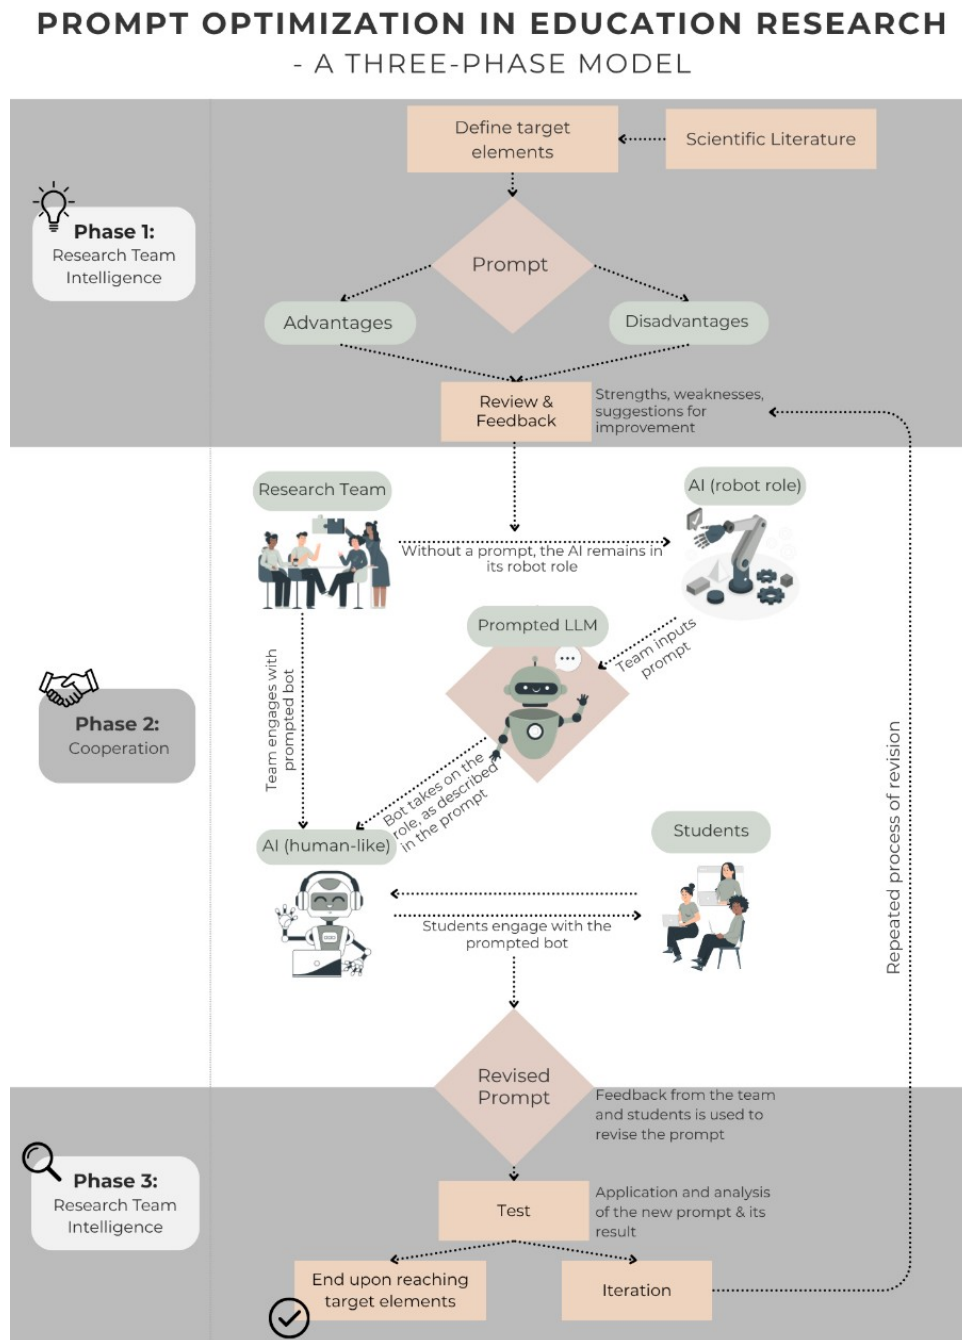 PROMPT OPTIMIZATION IN EDUCATION RESEARCH
- A THREE-PHASE MODEL
Define target
elements
Scientific Literature
Phase 1:
Research Team
Intelligence
Prompt
Advantages
Disadvantages
Review &
Feedback
Strengths, weaknesses,
suggestions for
improvement
Research Team
AI (robot role)
Without a prompt, the AI remains in
its robot role
Prompted LLM
Team inputs
prompt
Team engages with
prompted bot
Phase 2:
Cooperation
Bot takes on the
role, as described
in the prompt
AI (human-like)
Students
Students engage with the
prompted bot
Repeated process of revision
Revised
Prompt
Feedback from the team
and students is used to
revise the prompt
Phase 3:
Research Team
Intelligence
Test
Application and analysis
of the new prompt & its
result
End upon reaching
target elements
Iteration